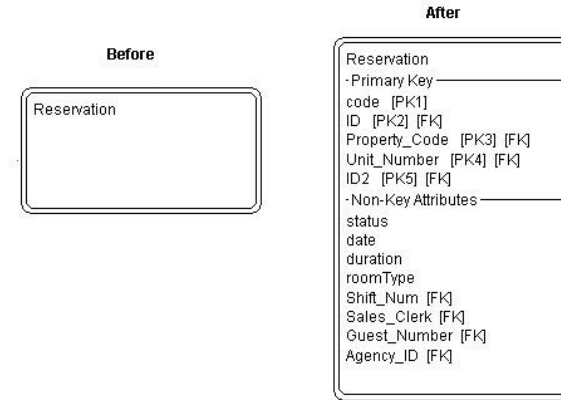 Before
Reservation
After
Reservation
-Primary Key
code [PK1]
ID [PK2] [FK]
Property_Code [PK3] [FK]
Unit_Number [PK4] [FK]
ID2 [PK5] [FK]
-Non-Key Attributes
status
date
duration
roomType
Shift_Num [FK]
Sales_Clerk [FK]
Guest_Number [FK]
Agency_ID [FK]